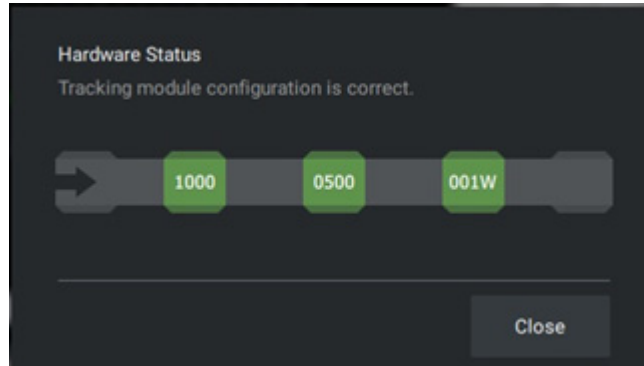 Hardware Status
Tracking module configuration is correct.
1000 0500 001W
Close